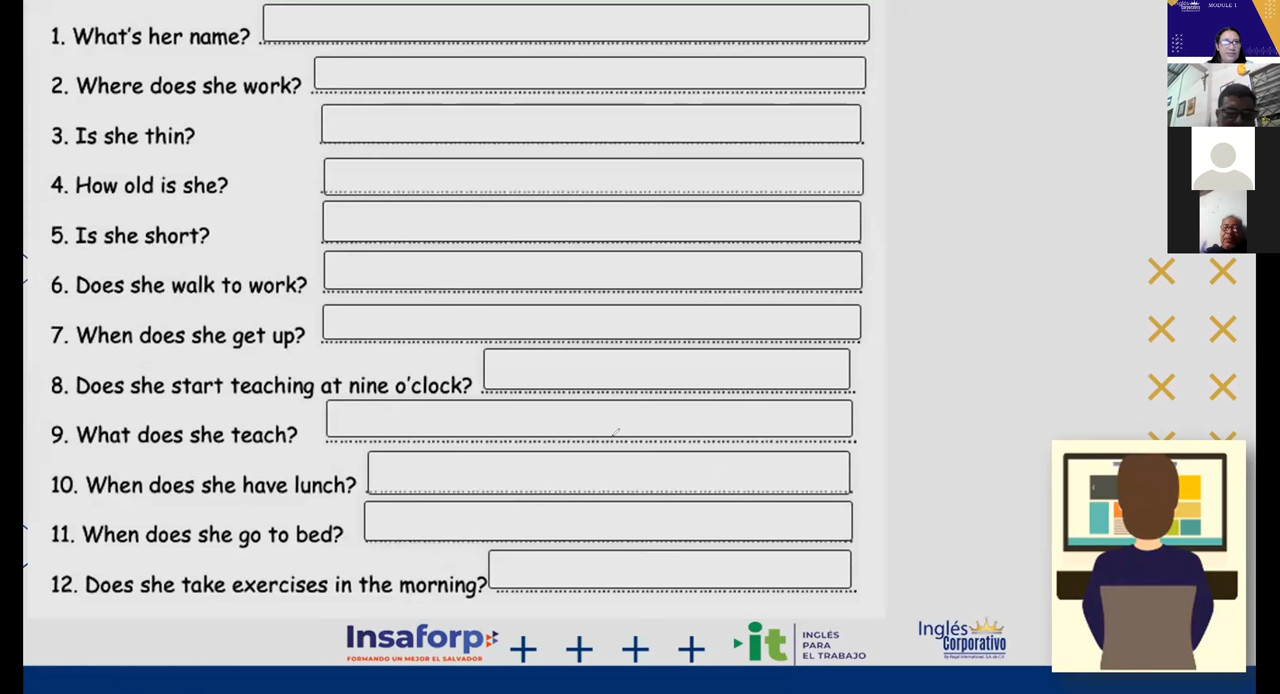 1. What's her name?
2. Where does she work?
3. Is she thin?
4. How old is she?
5. Is she short?
6. Does she walk to work?
7. When does she get up?
8. Does she start teaching at nine o'clock?
9. What does she teach?
10. When does she have lunch?
11. When does she go to bed?
12. Does she take exercises in the morning?
Insaforp
FORMANDO UN MEJOR EL SALVADOR
it
INGLÉS
PARA
EL TRABAJO
Inglés
Corporativo
MODULE 1